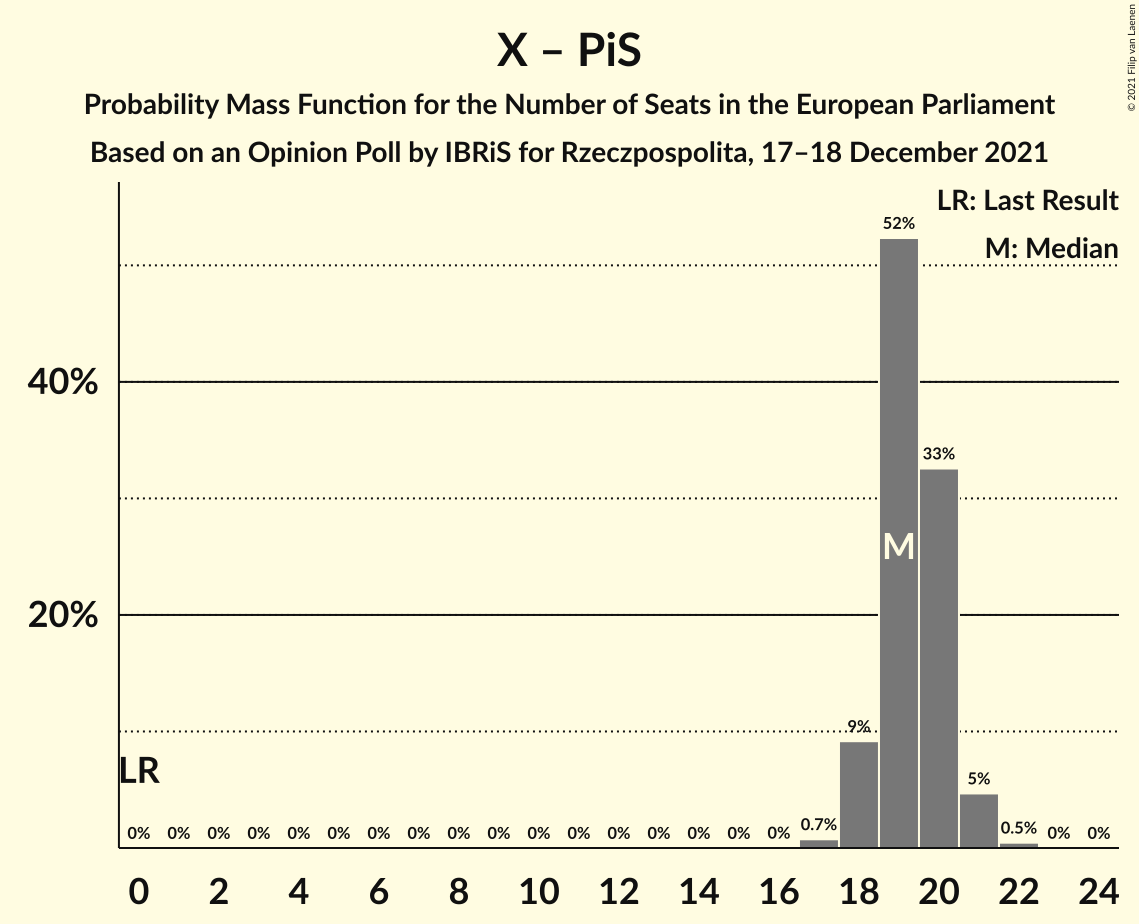 X – PiS
Probability Mass Function for the Number of Seats in the European Parliament
Based on an Opinion Poll by IBRiS for Rzeczpospolita, 17–18 December 2021
© 2021 Filip van Laenen
LR: Last Result
M: Median
52%
40%
33%
M
20%
9%
LR
5%
0% 0% 0% 0% 0% 0% 0% 0% 0% 0% 0% 0% 0% 0% 0% 0% 0% 0.7% 0.5% 0% 0%
0 2 4 6 8 10 12 14 16 18 20 22 24